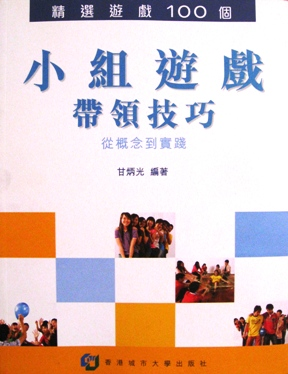 精選遊戲100個
小組遊戲
帶領技巧
從概念到實踐
甘炳光 編著
香港城市大學出版社